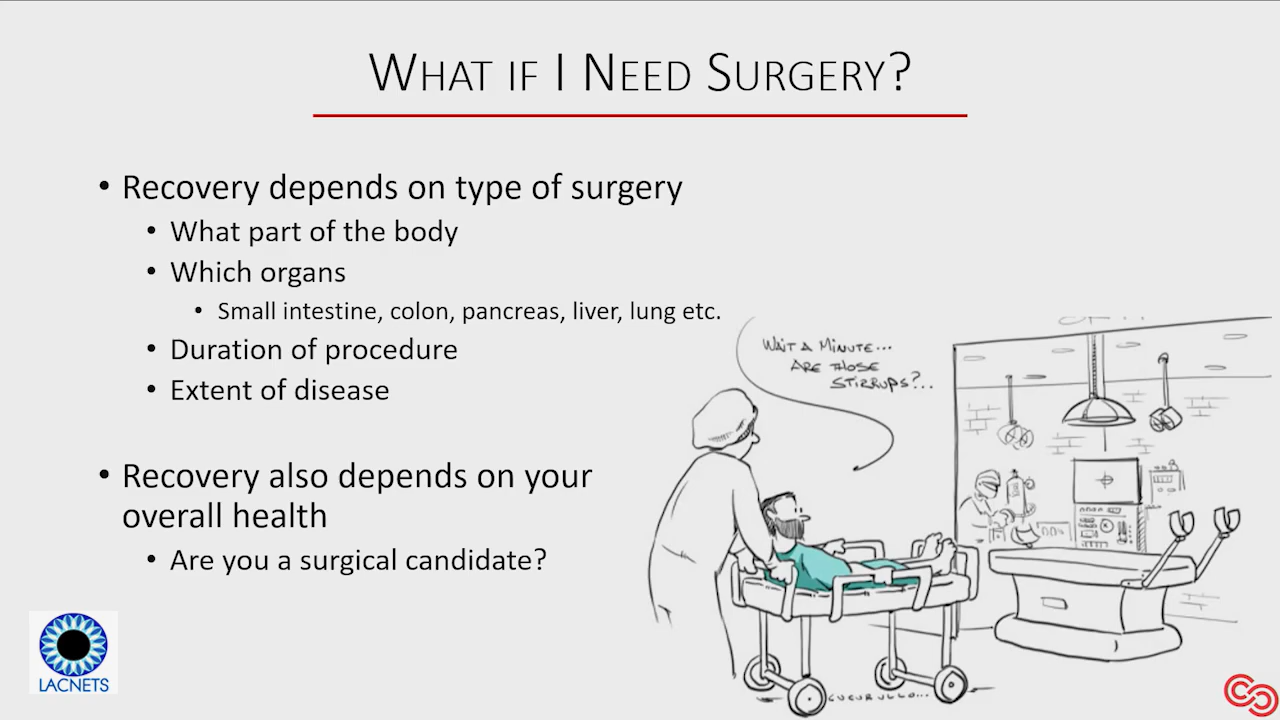 WHAT IF I NEED SURGERY?
• Recovery depends on type of surgery
• What part of the body
• Which organs
• Small intestine, colon, pancreas, liver, lung etc.
• Duration of procedure
• Extent of disease
• Recovery also depends on your
overall health
• Are you a surgical candidate?
WAIT A MINUTE...
ARE THOSE
STIRRUPS?..
LACNETS